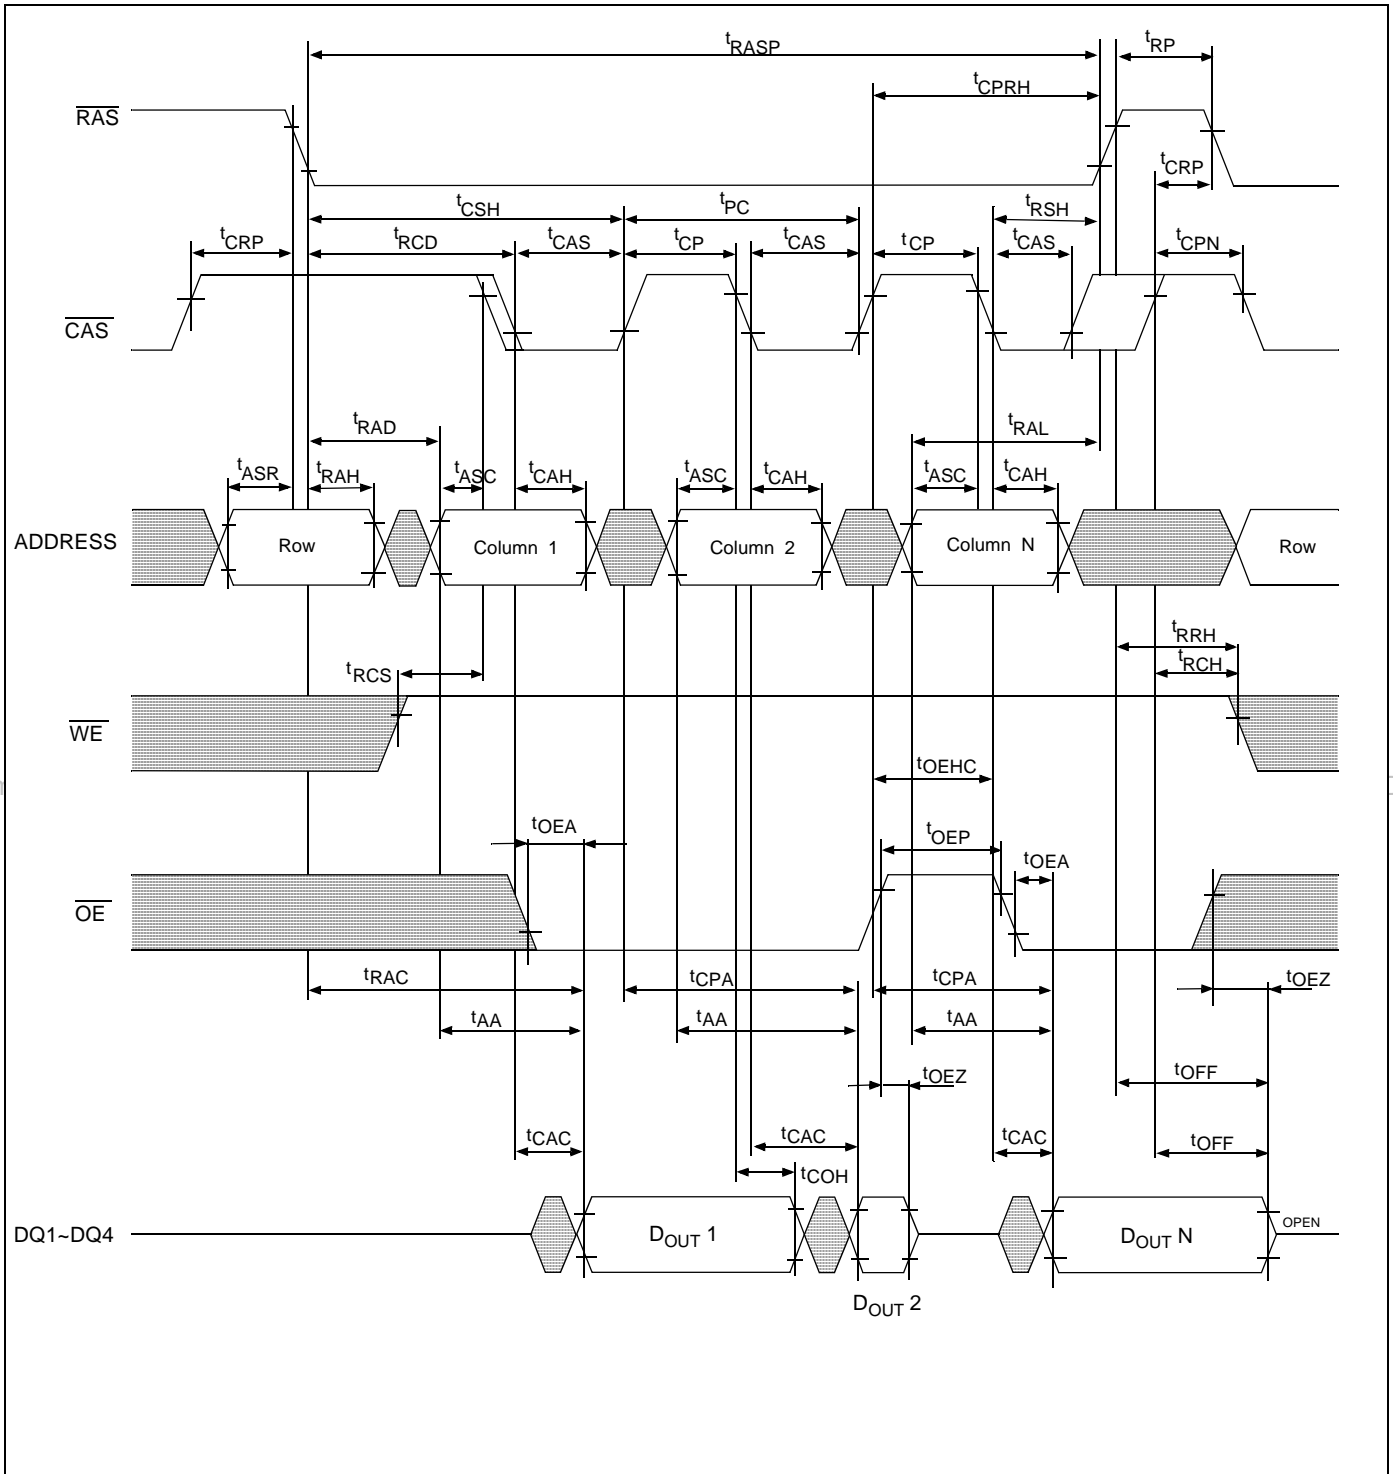 tRASP
tRP
tCPRH
RAS
tCRP
tCSH
tPC
tRSH
tCRP
tRCD
tCAS
tCP
tCAS
tCP
tCAS
tCPN
CAS
tRAD
tRAL
tASR
tRAH
tASC
tCAH
tASC
tCAH
tASC
tCAH
ADDRESS
Row
Column 1
Column 2
Column N
Row
tRRH
tRCS
tRCH
WE
tOEHC
tOEA
tOEP
tOEA
OE
tRAC
tCPA
tCPA
tOEZ
tAA
tAA
tAA
tOEZ
tOFF
tCAC
tCAC
tCAC
tOFF
tCOH
DQ1~DQ4
DOUT 1
DOUT N
OPEN
DOUT 2